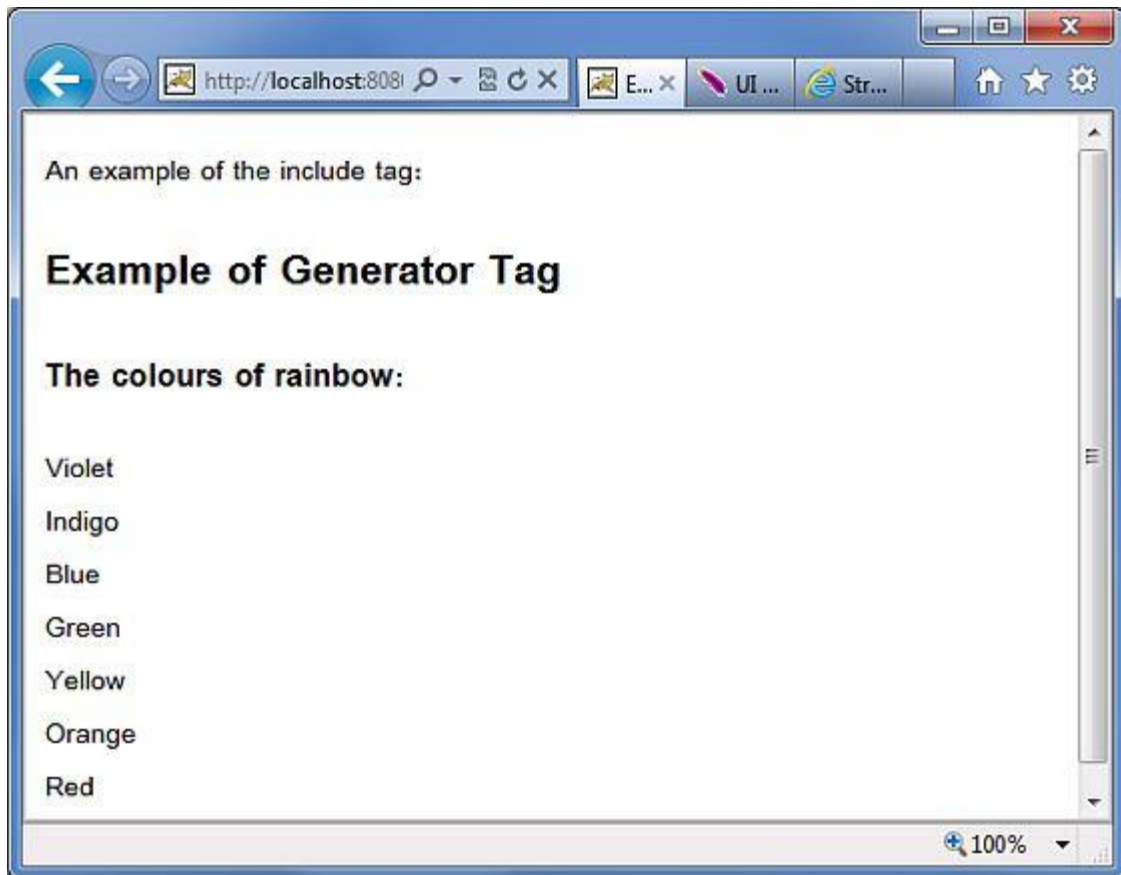 http://localhost:808
E...
UI ...
Str...
An example of the include tag:
Example of Generator Tag
The colours of rainbow:
Violet
Indigo
Blue
Green
Yellow
Orange
Red
100%